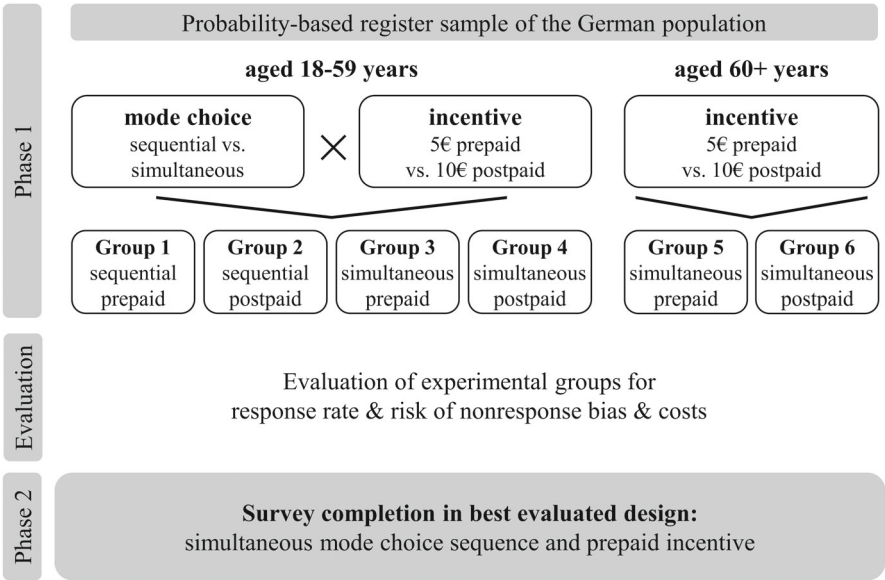 Phase 1
Probability-based register sample of the German population
aged 18-59 years
aged 60+ years
mode choice
sequential vs.
simultaneous
×
incentive
5€ prepaid
vs. 10€ postpaid
incentive
5€ prepaid
vs. 10€ postpaid
Group 1
sequential
prepaid
Group 2
sequential
postpaid
Group 3
simultaneous
prepaid
Group 4
simultaneous
postpaid
Group 5
simultaneous
prepaid
Group 6
simultaneous
postpaid
Evaluation
Evaluation of experimental groups for
response rate & risk of nonresponse bias & costs
Phase 2
Survey completion in best evaluated design:
simultaneous mode choice sequence and prepaid incentive